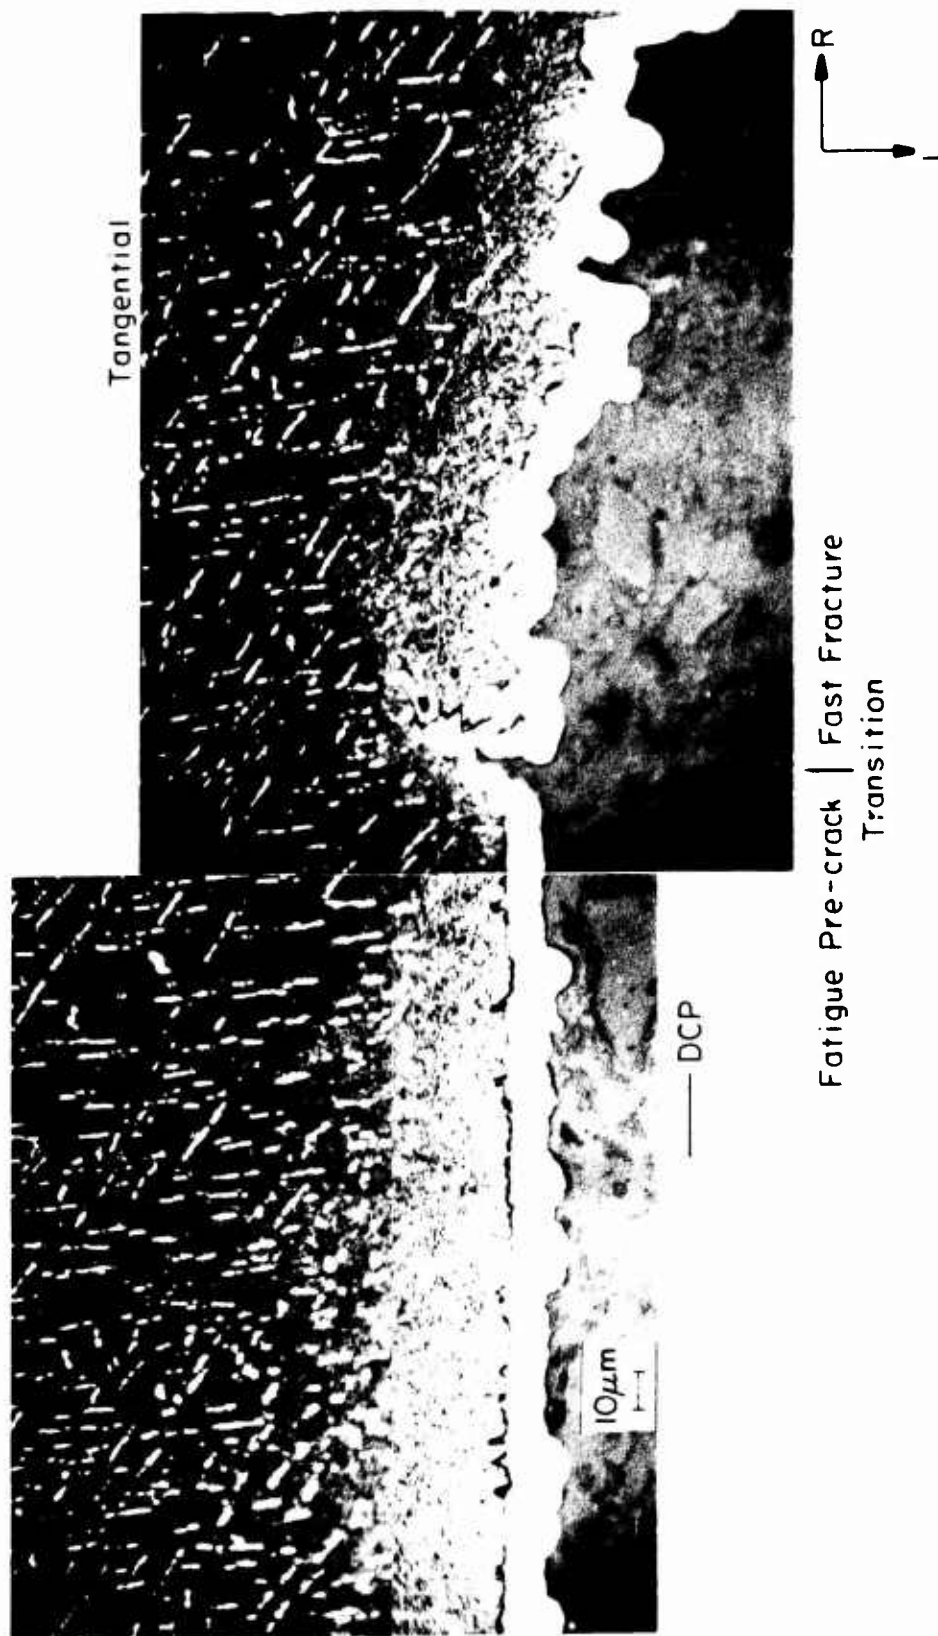 Tangential
R
10μm
DCP
Fatigue Pre-crack | Fast Fracture
Transition